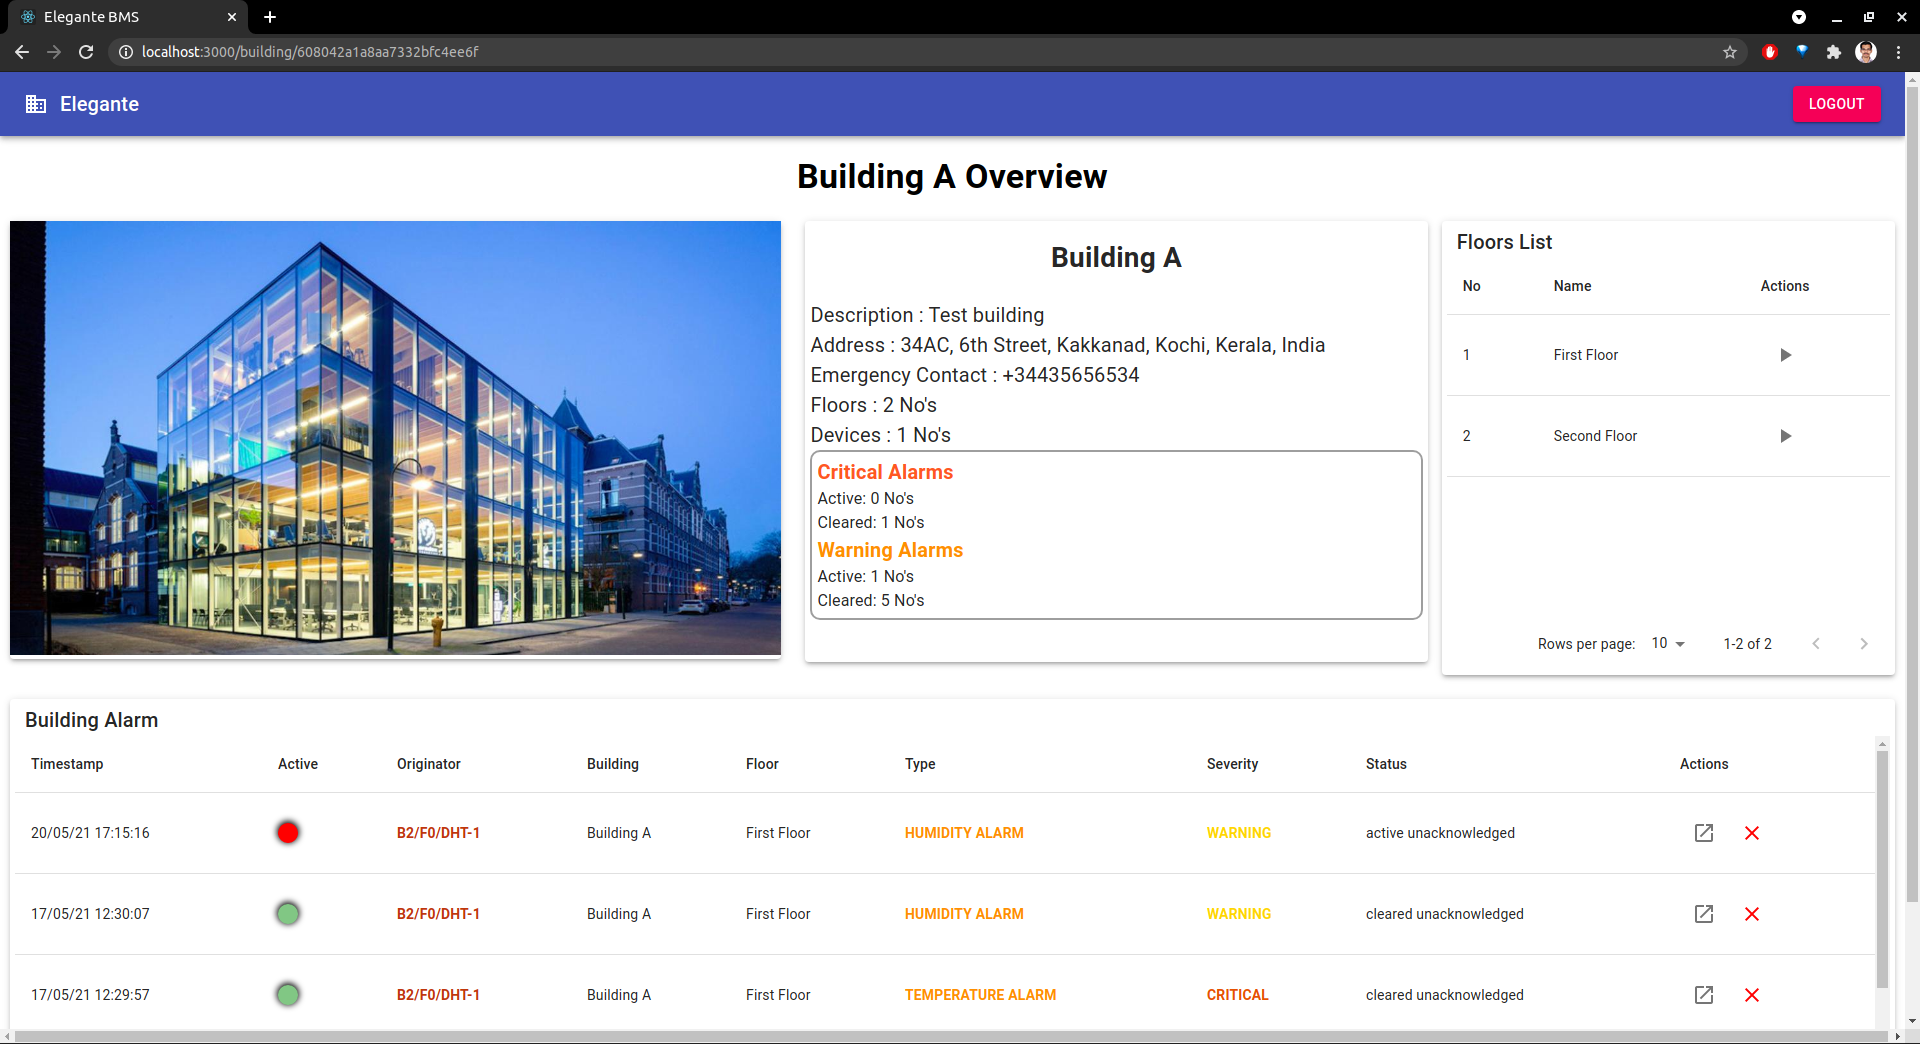 Elegante BMS
localhost:3000/building/608042a1a8aa7332bfc4ee6f
Elegante
LOGOUT
Building A Overview
Building A
Description : Test building
Address : 34AC, 6th Street, Kakkanad, Kochi, Kerala, India
Emergency Contact : +34435656534
Floors : 2 No's
Devices : 1 No's
Critical Alarms
Active: 0 No's
Cleared: 1 No's
Warning Alarms
Active: 1 No's
Cleared: 5 No's
Floors List
No Name Actions
1 First Floor
2 Second Floor
Rows per page: 10 1-2 of 2
Building Alarm
Timestamp Active Originator Building Floor Type Severity Status Actions
20/05/21 17:15:16 B2/F0/DHT-1 Building A First Floor HUMIDITY ALARM WARNING active unacknowledged
17/05/21 12:30:07 B2/F0/DHT-1 Building A First Floor HUMIDITY ALARM WARNING cleared unacknowledged
17/05/21 12:29:57 B2/F0/DHT-1 Building A First Floor TEMPERATURE ALARM CRITICAL cleared unacknowledged